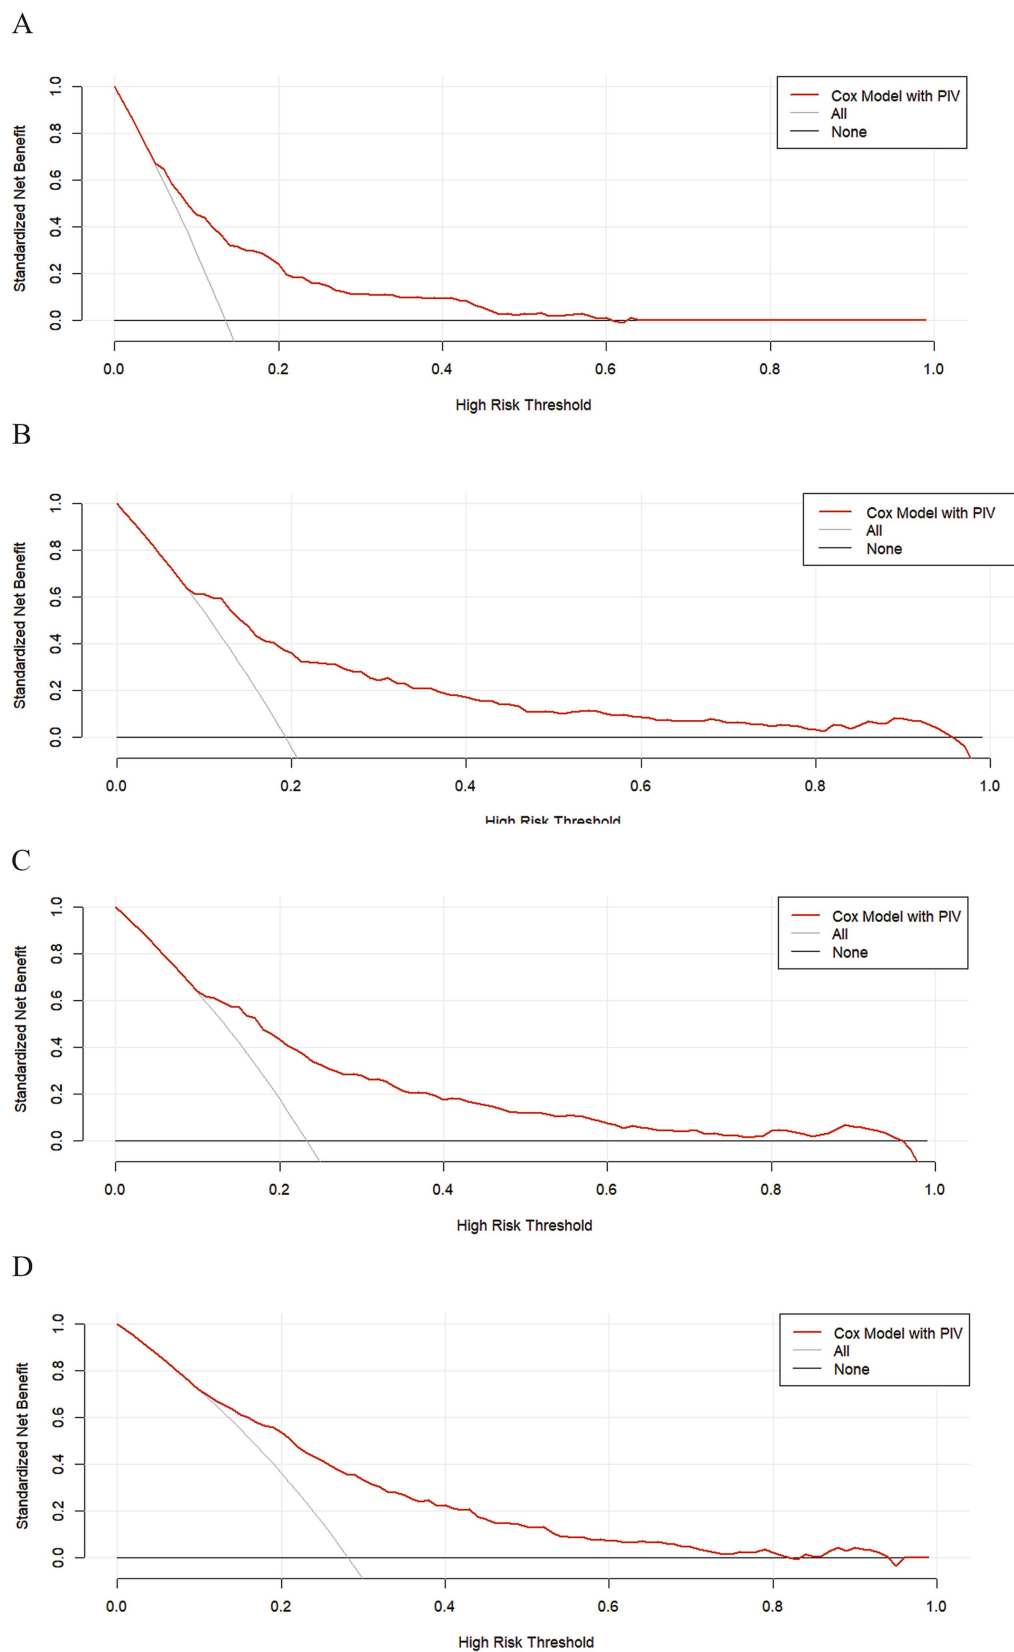 A
1.0
0.8
0.6
0.4
0.2
0.0
Standardized Net Benefit
Cox Model with PIV
All
None
0.0 0.2 0.4 0.6 0.8 1.0
High Risk Threshold
B
1.0
0.8
0.6
0.4
0.2
0.0
Standardized Net Benefit
Cox Model with PIV
All
None
0.0 0.2 0.4 0.6 0.8 1.0
High Risk Threshold
C
1.0
0.8
0.6
0.4
0.2
0.0
Standardized Net Benefit
Cox Model with PIV
All
None
0.0 0.2 0.4 0.6 0.8 1.0
High Risk Threshold
D
1.0
0.8
0.6
0.4
0.2
0.0
Standardized Net Benefit
Cox Model with PIV
All
None
0.0 0.2 0.4 0.6 0.8 1.0
High Risk Threshold